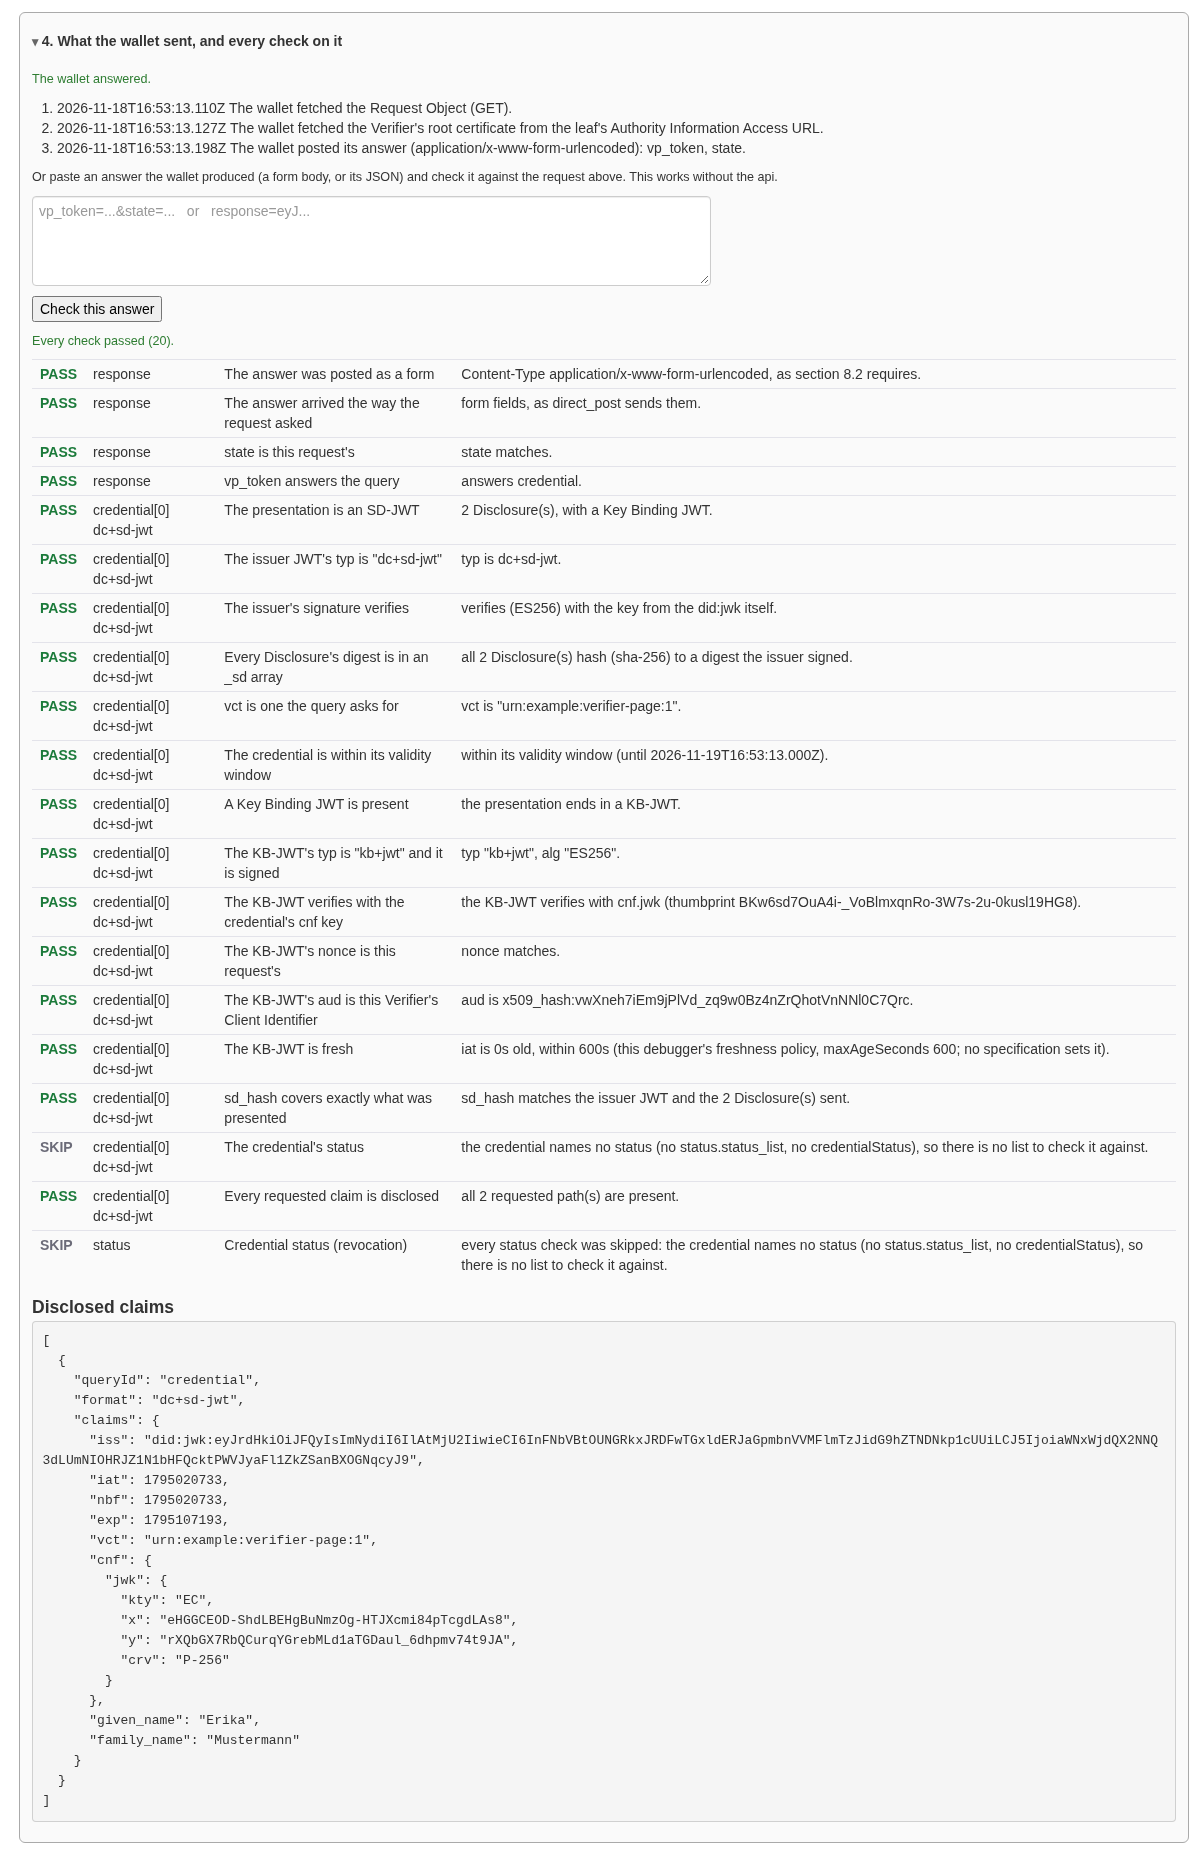 ▾ 4. What the wallet sent, and every check on it
The wallet answered.
1. 2026-11-18T16:53:13.110Z The wallet fetched the Request Object (GET).
2. 2026-11-18T16:53:13.127Z The wallet fetched the Verifier's root certificate from the leaf's Authority Information Access URL.
3. 2026-11-18T16:53:13.198Z The wallet posted its answer (application/x-www-form-urlencoded): vp_token, state.
Or paste an answer the wallet produced (a form body, or its JSON) and check it against the request above. This works without the api.
vp_token=...&state=... or response=eyJ...
Check this answer
Every check passed (20).
PASS response The answer was posted as a form Content-Type application/x-www-form-urlencoded, as section 8.2 requires.
PASS response The answer arrived the way the form fields, as direct_post sends them.
request asked
PASS response state is this request's state matches.
PASS response vp_token answers the query answers credential.
PASS credential[0] The presentation is an SD-JWT 2 Disclosure(s), with a Key Binding JWT.
dc+sd-jwt
PASS credential[0] The issuer JWT's typ is "dc+sd-jwt" typ is dc+sd-jwt.
dc+sd-jwt
PASS credential[0] The issuer's signature verifies verifies (ES256) with the key from the did:jwk itself.
dc+sd-jwt
PASS credential[0] Every Disclosure's digest is in an all 2 Disclosure(s) hash (sha-256) to a digest the issuer signed.
dc+sd-jwt _sd array
PASS credential[0] vct is one the query asks for vct is "urn:example:verifier-page:1".
dc+sd-jwt
PASS credential[0] The credential is within its validity within its validity window (until 2026-11-19T16:53:13.000Z).
dc+sd-jwt window
PASS credential[0] A Key Binding JWT is present the presentation ends in a KB-JWT.
dc+sd-jwt
PASS credential[0] The KB-JWT's typ is "kb+jwt" and it typ "kb+jwt", alg "ES256".
dc+sd-jwt is signed
PASS credential[0] The KB-JWT verifies with the the KB-JWT verifies with cnf.jwk (thumbprint BKw6sd7OuA4i-_VoBlmxqnRo-3W7s-2u-0kusl19HG8).
dc+sd-jwt credential's cnf key
PASS credential[0] The KB-JWT's nonce is this nonce matches.
dc+sd-jwt request's
PASS credential[0] The KB-JWT's aud is this Verifier's aud is x509_hash:vwXneh7iEm9jPlVd_zq9w0Bz4nZrQhotVnNNl0C7Qrc.
dc+sd-jwt Client Identifier
PASS credential[0] The KB-JWT is fresh iat is 0s old, within 600s (this debugger's freshness policy, maxAgeSeconds 600; no specification sets it).
dc+sd-jwt
PASS credential[0] sd_hash covers exactly what was sd_hash matches the issuer JWT and the 2 Disclosure(s) sent.
dc+sd-jwt presented
SKIP credential[0] The credential's status the credential names no status (no status.status_list, no credentialStatus), so there is no list to check it against.
dc+sd-jwt
PASS credential[0] Every requested claim is disclosed all 2 requested path(s) are present.
dc+sd-jwt
SKIP status Credential status (revocation) every status check was skipped: the credential names no status (no status.status_list, no credentialStatus), so
there is no list to check it against.
Disclosed claims
[
{
"queryId": "credential",
"format": "dc+sd-jwt",
"claims": {
"iss": "did:jwk:eyJrdHkiOiJFQyIsImNydiI6IlAtMjU2IiwieCI6InFNbVBtOUNGRkxJRDFwTGxldERJaGpmbnVVMFlmTzJidG9hZTNDNkp1cUUiLCJ5IjoiaWNxWjdQX2NNQ
3dLUmNIOHRJZ1N1bHFQcktPWVJyaFl1ZkZSanBXOGNqcyJ9",
"iat": 1795020733,
"nbf": 1795020733,
"exp": 1795107193,
"vct": "urn:example:verifier-page:1",
"cnf": {
"jwk": {
"kty": "EC",
"x": "eHGGCEOD-ShdLBEHgBuNmzOg-HTJXcmi84pTcgdLAs8",
"y": "rXQbGX7RbQCurqYGrebMLd1aTGDaul_6dhpmv74t9JA",
"crv": "P-256"
}
},
"given_name": "Erika",
"family_name": "Mustermann"
}
}
]